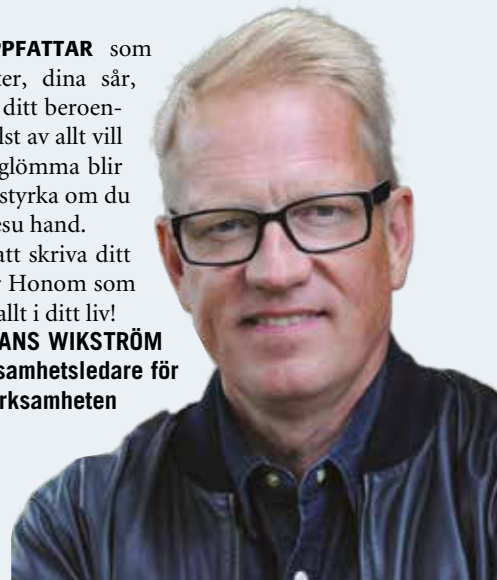 PPFATTAR som
ter, dina sår,
ditt beroen-
lst av allt vill
glömma blir
styrka om du
esu hand.
att skriva ditt
r Honom som
allt i ditt liv!
ANS WIKSTRÖM
samhetsledare för
rksamheten